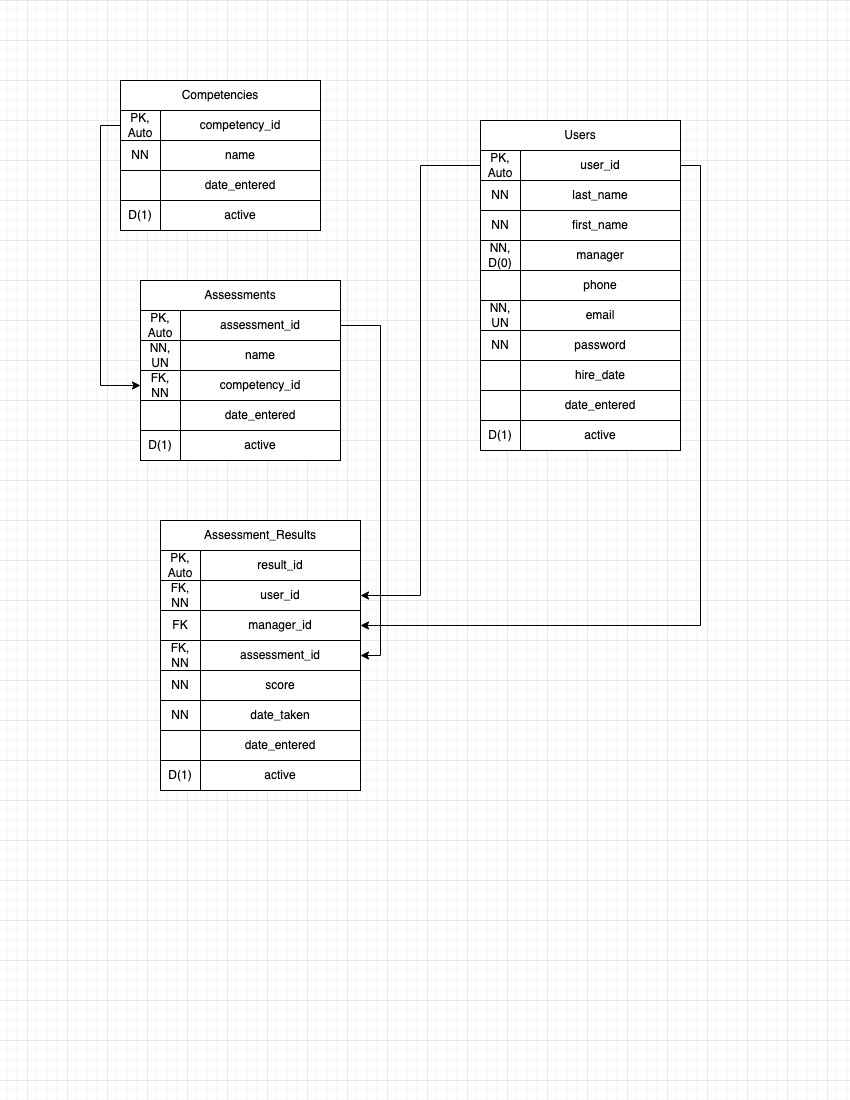 Competencies
PK,
Auto
competency_id
NN
name
date_entered
D(1)
active
Users
PK,
Auto
user_id
NN
last_name
NN
first_name
NN,
D(0)
manager
phone
NN,
UN
email
NN
password
hire_date
date_entered
D(1)
active
Assessments
PK,
Auto
assessment_id
NN,
UN
name
FK,
NN
competency_id
date_entered
D(1)
active
Assessment_Results
PK,
Auto
result_id
FK,
NN
user_id
FK
manager_id
FK,
NN
assessment_id
NN
score
NN
date_taken
date_entered
D(1)
active